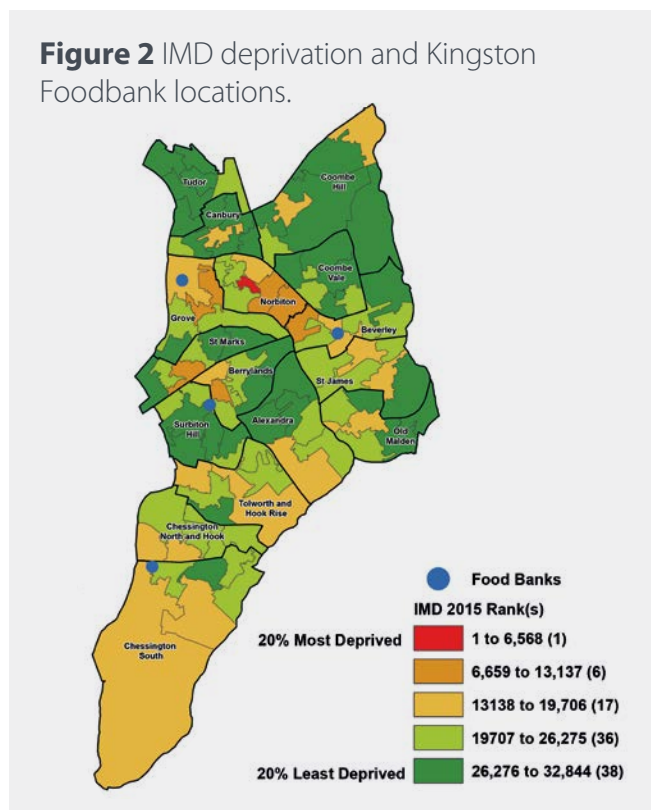 Figure 2 IMD deprivation and Kingston
Foodbank locations.
Tudor
Coombe
Hill
Canbury
Coombe
Vale
Norbiton
Grove
Beverley
St Marks
Berrylands
St James
Surbiton
Hill
Alexandra
Old
Malden
Tolworth and
Hook Rise
Chessington
North and Hook
Chessington
South
Food Banks
IMD 2015 Rank(s)
20% Most Deprived
1 to 6,568 (1)
6,659 to 13,137 (6)
13138 to 19,706 (17)
19707 to 26,275 (36)
20% Least Deprived
26,276 to 32,844 (38)